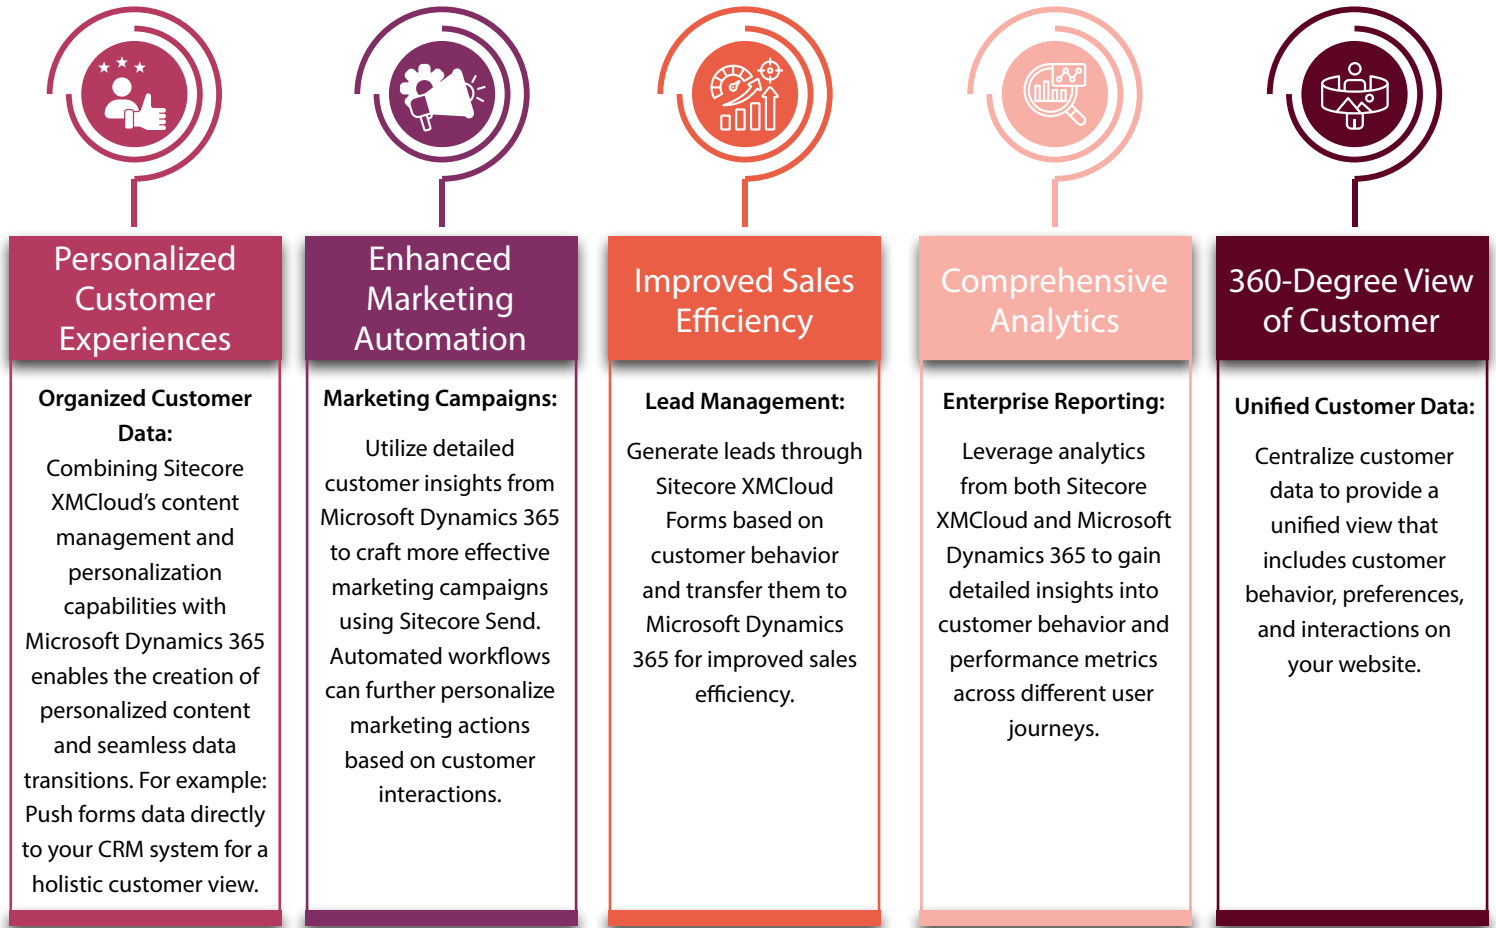 Personalized
Customer
Experiences
Organized Customer
Data:
Combining Sitecore
XMCloud’s content
management and
personalization
capabilities with
Microsoft Dynamics 365
enables the creation of
personalized content
and seamless data
transitions. For example:
Push forms data directly
to your CRM system for a
holistic customer view.
Enhanced
Marketing
Automation
Marketing Campaigns:
Utilize detailed
customer insights from
Microsoft Dynamics 365
to craft more effective
marketing campaigns
using Sitecore Send.
Automated workflows
can further personalize
marketing actions
based on customer
interactions.
Improved Sales
Efficiency
Lead Management:
Generate leads through
Sitecore XMCloud
Forms based on
customer behavior
and transfer them to
Microsoft Dynamics
365 for improved sales
efficiency.
Comprehensive
Analytics
Enterprise Reporting:
Leverage analytics
from both Sitecore
XMCloud and Microsoft
Dynamics 365 to gain
detailed insights into
customer behavior and
performance metrics
across different user
journeys.
360-Degree View
of Customer
Unified Customer Data:
Centralize customer
data to provide a
unified view that
includes customer
behavior, preferences,
and interactions on
your website.